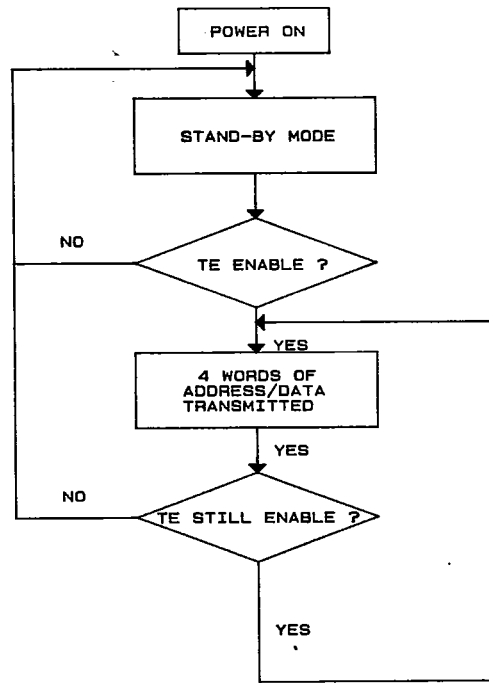 POWER ON
STAND-BY MODE
NO
TE ENABLE ?
YES
4 WORDS OF
ADDRESS/DATA
TRANSMITTED
YES
NO
TE STILL ENABLE ?
YES